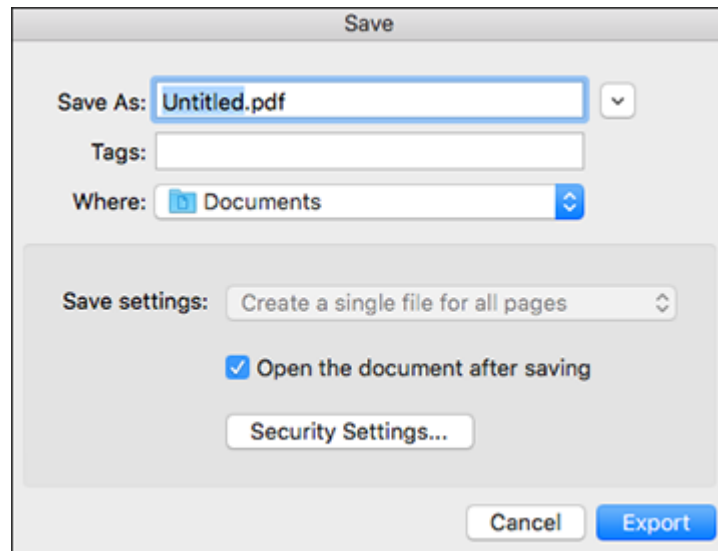 Save
Save As: Untitled.pdf
Tags:
Where: Documents
Save settings: Create a single file for all pages
Open the document after saving
Security Settings...
Cancel Export